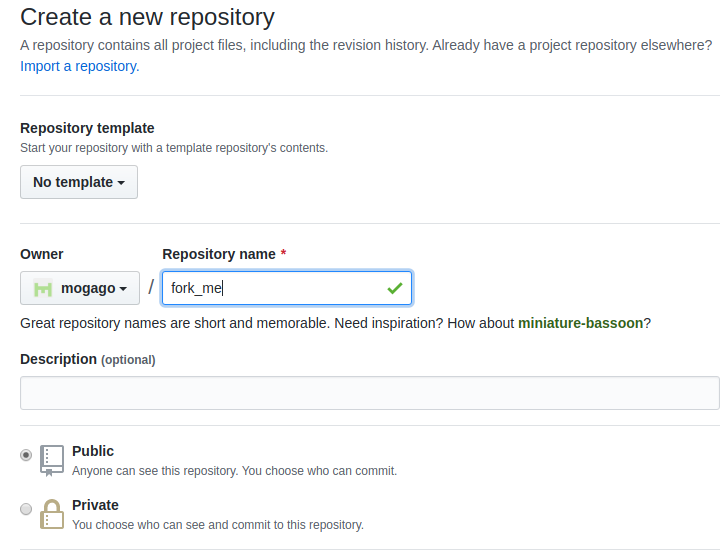 Create a new repository
A repository contains all project files, including the revision history. Already have a project repository elsewhere?
Import a repository.
Repository template
Start your repository with a template repository's contents.
No template
Owner
Repository name *
mogago
/
fork_me
Great repository names are short and memorable. Need inspiration? How about miniature-bassoon?
Description (optional)
Public
Anyone can see this repository. You choose who can commit.
Private
You choose who can see and commit to this repository.